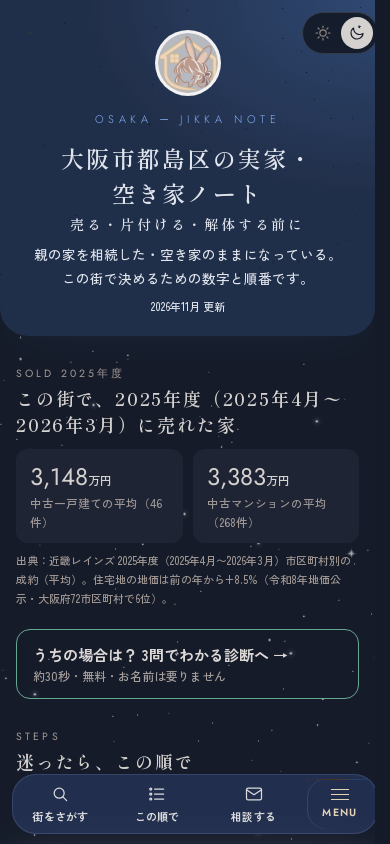 OSAKA — JIKKA NOTE
大阪市都島区の実家・
空き家ノート
売る・片付ける・解体する前に
親の家を相続した・空き家のままになっている。
この街で決めるための数字と順番です。
2026年11月 更新
SOLD 2025年度
この街で、2025年度（2025年4月〜
2026年3月）に売れた家
3,148万円
中古一戸建ての平均（46
件）
3,383万円
中古マンションの平均
（268件）
出典：近畿レインズ 2025年度（2025年4月〜2026年3月）市区町村別の
成約（平均）。住宅地の地価は前の年から+8.5%（令和8年地価公
示・大阪府72市区町村で6位）。
うちの場合は？ 3問でわかる診断へ →
約30秒・無料・お名前は要りません
STEPS
迷ったら、この順で
街をさがす
この順で
相談する
MENU